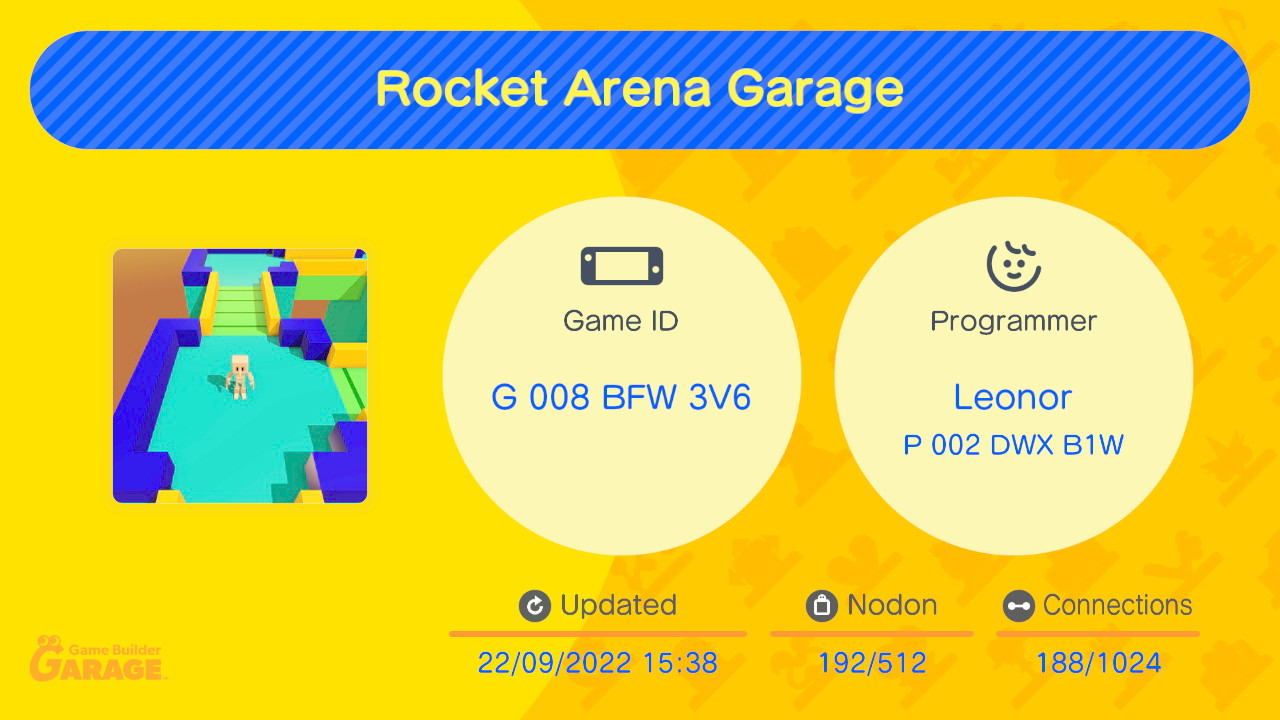 Rocket Arena Garage
Game ID
G 008 BFW 3V6
Programmer
Leonor
P 002 DWX B1W
Updated
22/09/2022 15:38
Nodon
192/512
Connections
188/1024
Game Builder
GARAGE™